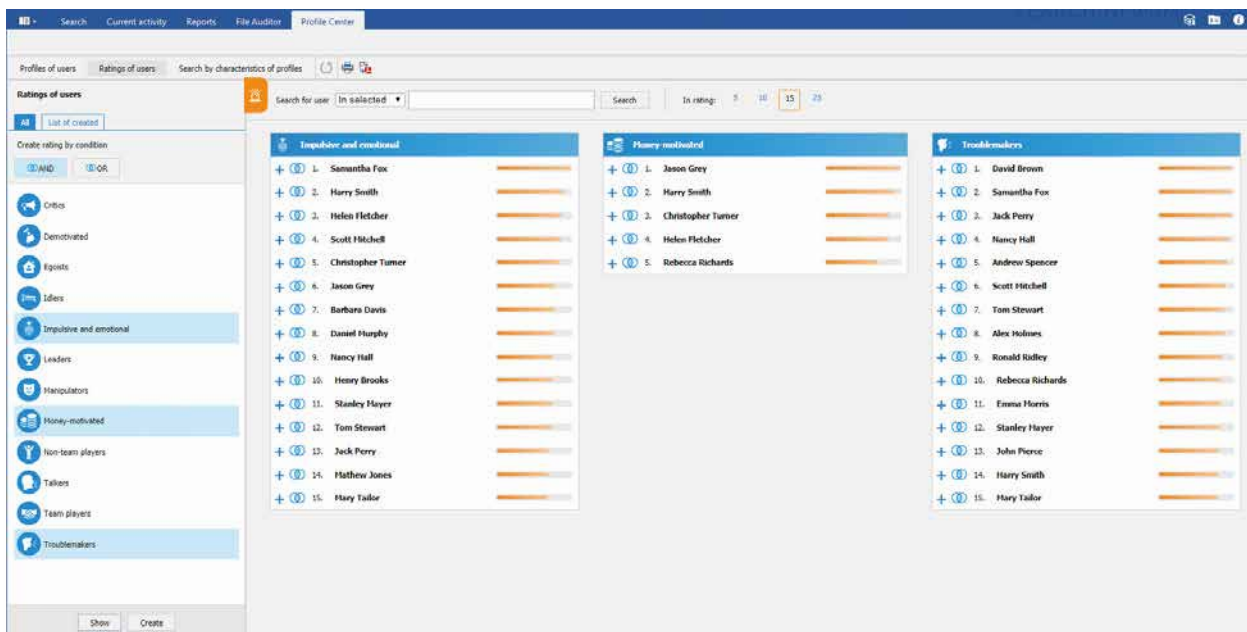 Search Current activity Reports File Auditor Profile Center
Profiles of users Ratings of users Search by characteristics of profiles
Ratings of users
Search for user In selected Search In rating: 5 10 15 25
All List of created
Create rating by condition
AND OR
Critics
Demotivated
Egoists
Idlers
Impulsive and emotional
Leaders
Manipulators
Money-motivated
Non-team players
Talkers
Team players
Troublemakers
Show Create
Impulsive and emotional
1. Samantha Fox
2. Harry Smith
3. Helen Fletcher
4. Scott Mitchell
5. Christopher Turner
6. Jason Grey
7. Barbara Davis
8. Daniel Murphy
9. Nancy Hall
10. Henry Brooks
11. Stanley Mayer
12. Tom Stewart
13. Jack Perry
14. Mathew Jones
15. Mary Tailor
Money-motivated
1. Jason Grey
2. Harry Smith
3. Christopher Turner
4. Helen Fletcher
5. Rebecca Richards
Troublemakers
1. David Brown
2. Samantha Fox
3. Jack Perry
4. Nancy Hall
5. Andrew Spencer
6. Scott Mitchell
7. Tom Stewart
8. Alex Holmes
9. Ronald Ridley
10. Rebecca Richards
11. Emma Morris
12. Stanley Mayer
13. John Pierce
14. Harry Smith
15. Mary Tailor